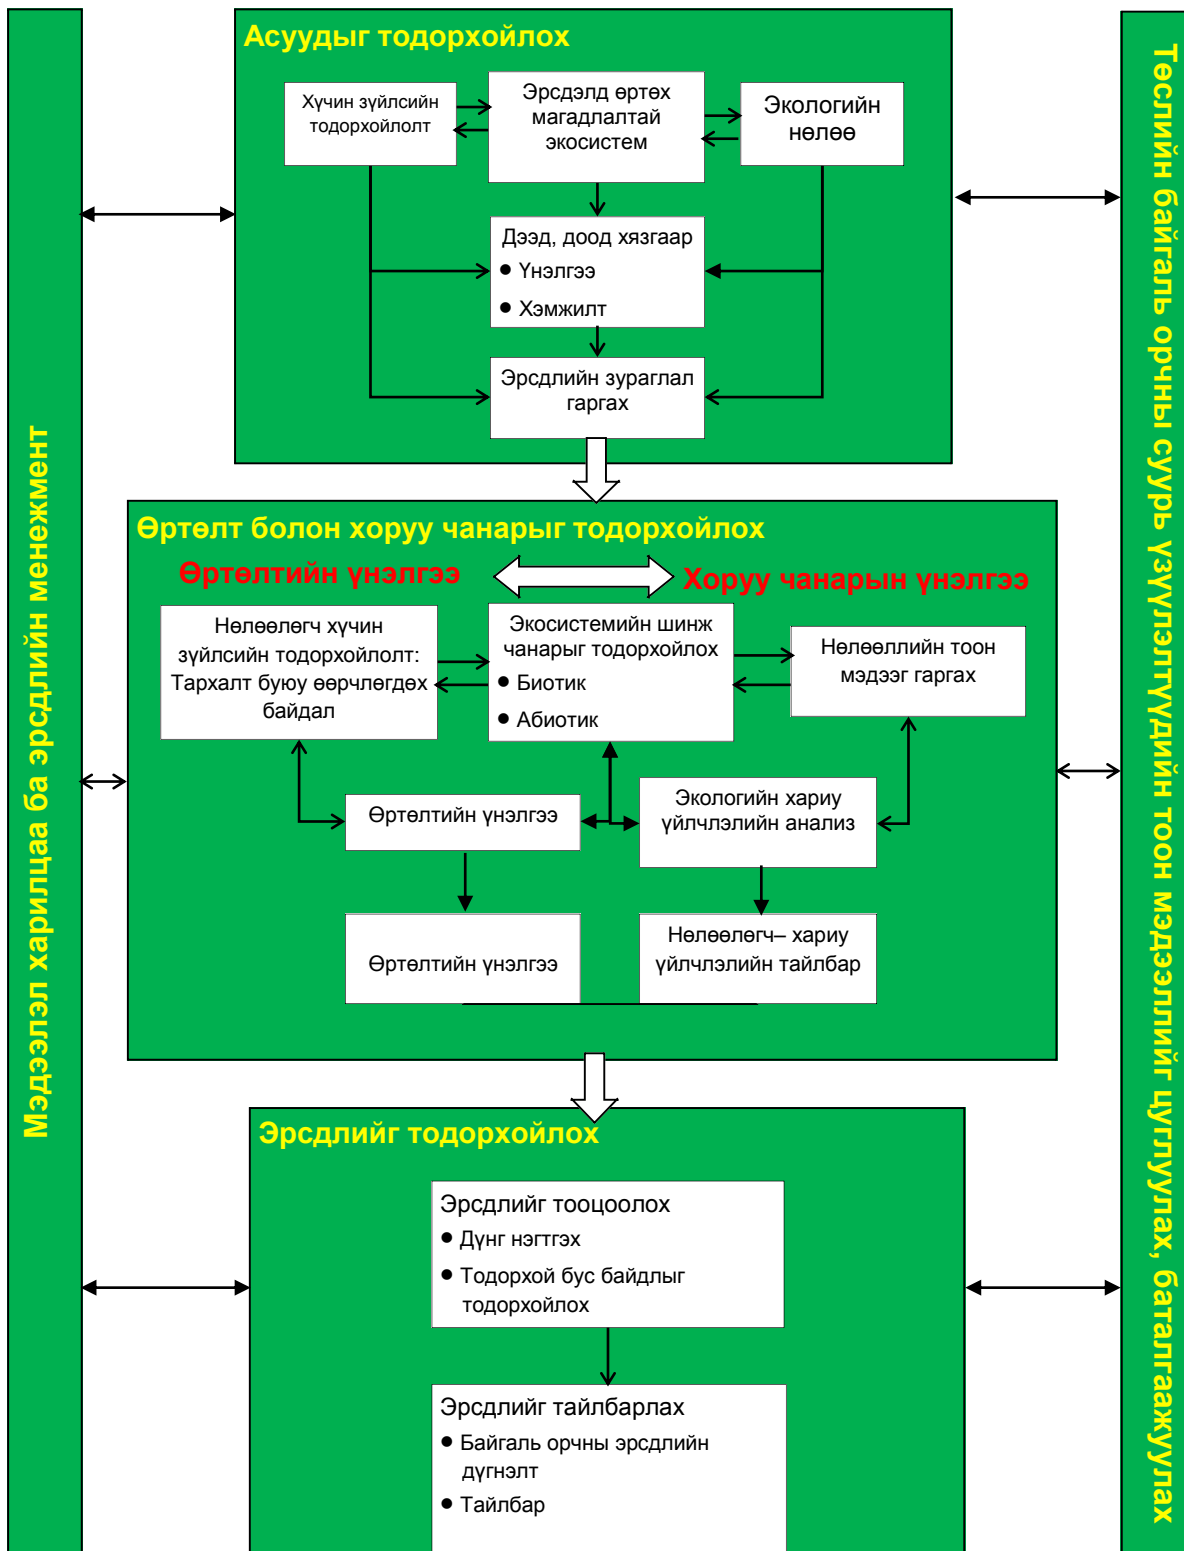 Мэдээлэл харилцаа ба эрсдлийн менежмент
Асуудыг тодорхойлох
Хүчин зүйлсийн
тодорхойлолт
Эрсдэлд өртөх
магадлалтай
экосистем
Экологийн
нөлөө
Дээд, доод хязгаар
● Үнэлгээ
● Хэмжилт
Эрсдлийн зураглал
гаргах
Өртөлт болон хоруу чанарыг тодорхойлох
Өртөлтийн үнэлгээ
Хоруу чанарын үнэлгээ
Нөлөөлөгч хүчин
зүйлсийн тодорхойлолт:
Тархалт буюу өөрчлөгдөх
байдал
Экосистемийн шинж
чанарыг тодорхойлох
● Биотик
● Абиотик
Нөлөөллийн тоон
мэдээг гаргах
Өртөлтийн үнэлгээ
Экологийн хариу
үйлчлэлийн анализ
Өртөлтийн үнэлгээ
Нөлөөлөгч– хариу
үйлчлэлийн тайлбар
Эрсдлийг тодорхойлох
Эрсдлийг тооцоолох
● Дүнг нэгтгэх
● Тодорхой бус байдлыг
тодорхойлох
Эрсдлийг тайлбарлах
● Байгаль орчны эрсдлийн
дүгнэлт
● Тайлбар
Төслийн байгаль орчны суурь үзүүлэлтүүдийн тоон мэдээллийг цуглуулах, баталгаажуулах